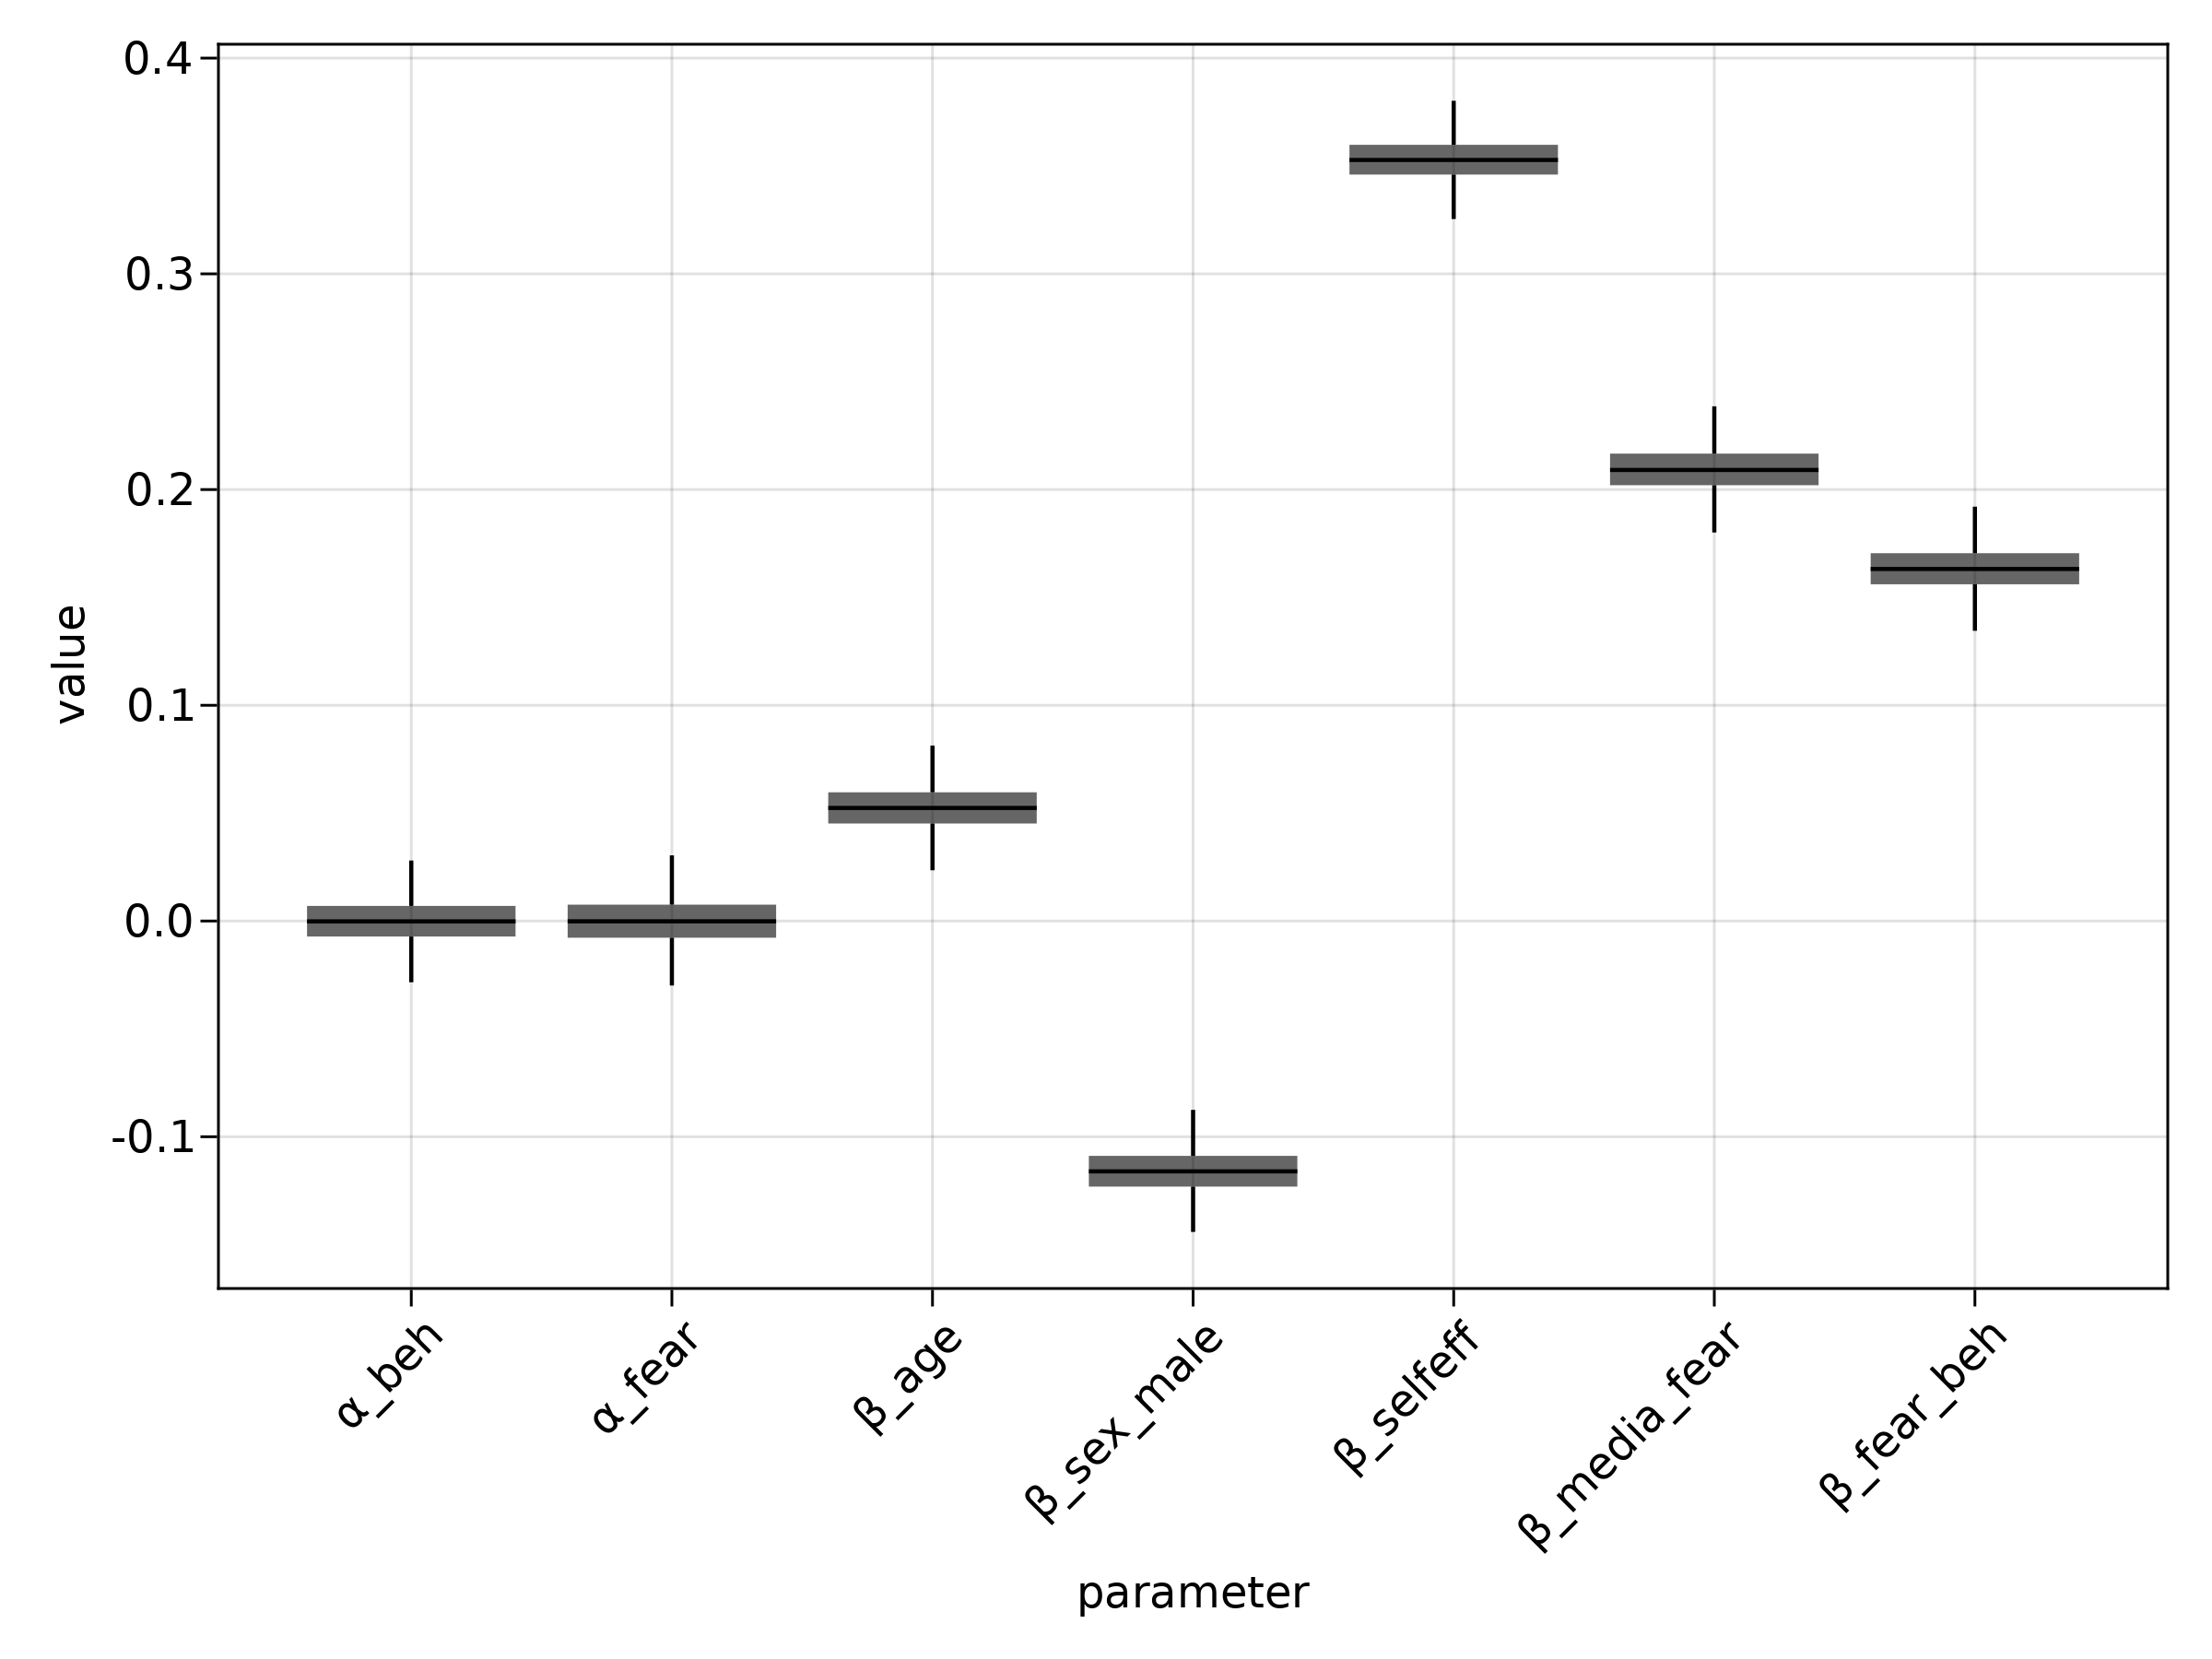 0.4
0.3
0.2
0.1
0.0
-0.1
value
α_beh
α_fear
β_age
β_sex_male
β_selfeff
β_media_fear
β_fear_beh
parameter